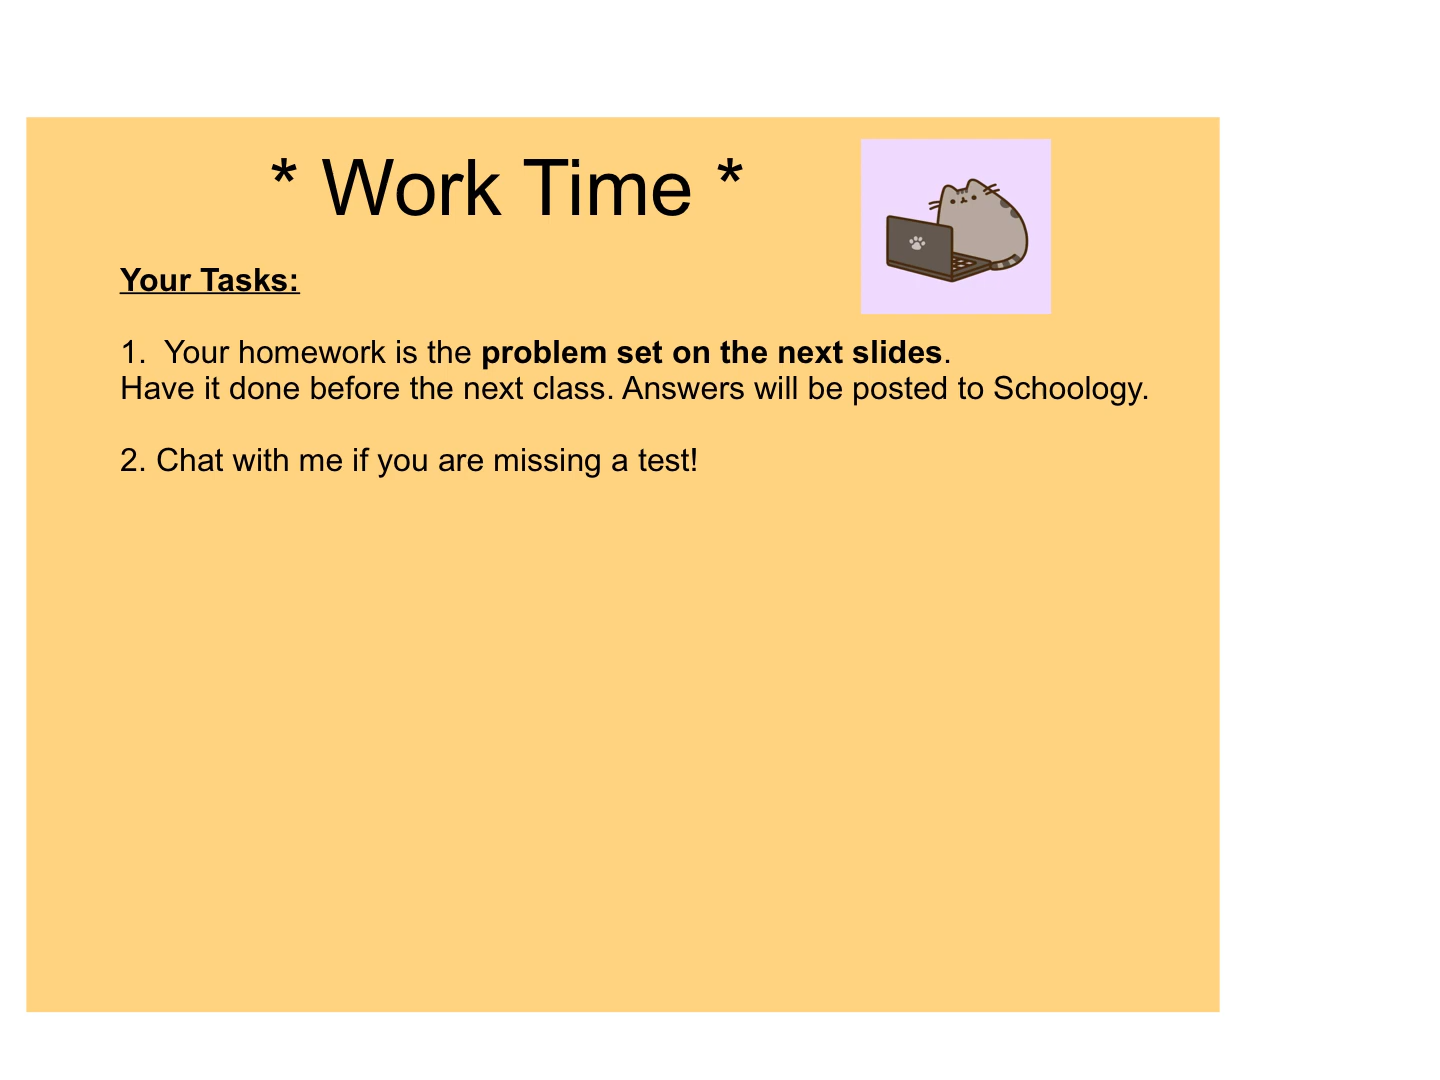 * Work Time *
Your Tasks:
1.  Your homework is the problem set on the next slides.
Have it done before the next class. Answers will be posted to Schoology.
2. Chat with me if you are missing a test!